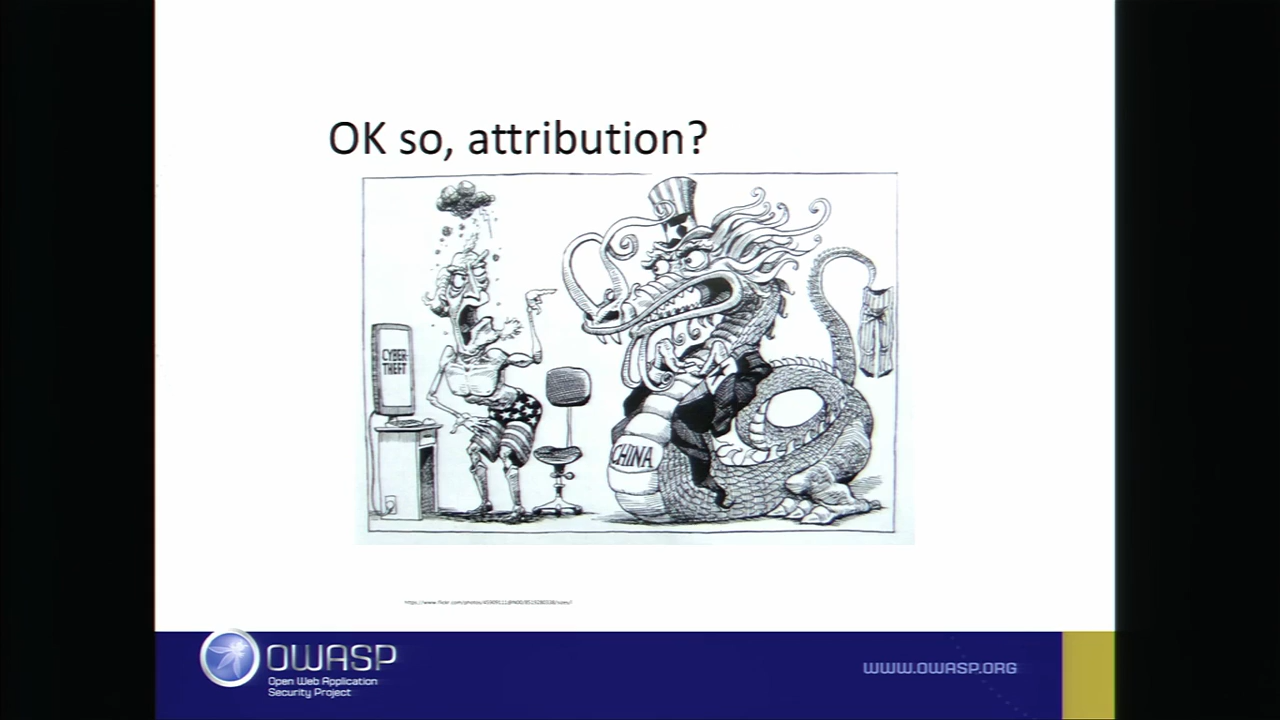 OK so, attribution?
CYBER-
THEFT
CHINA
OWASP
Open Web Application
Security Project
WWW.OWASP.ORG